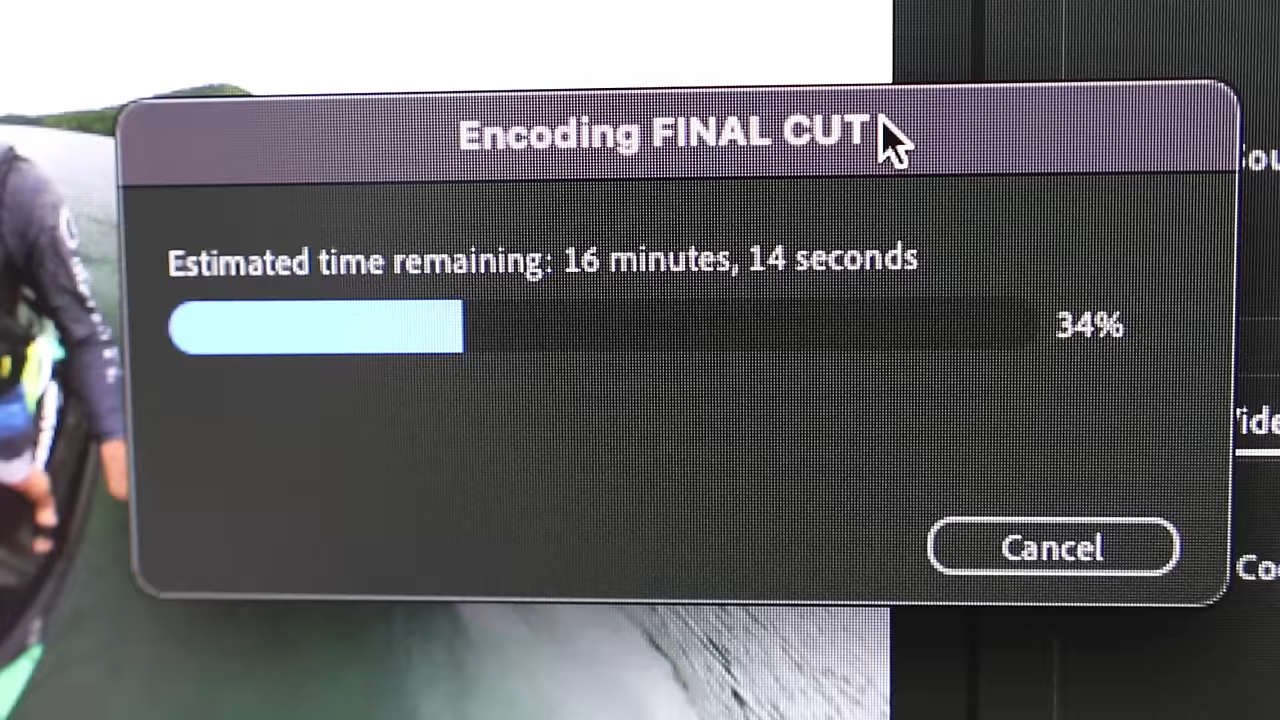 Encoding FINAL CUT
Estimated time remaining: 16 minutes, 14 seconds
34%
Cancel